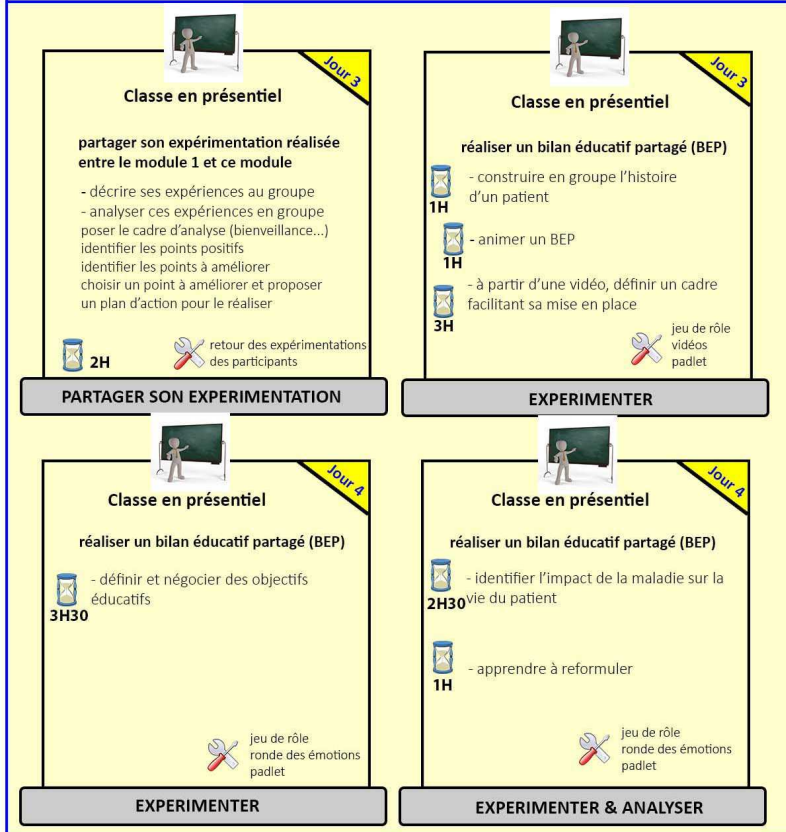 Jour 3
Classe en présentiel
partager son expérimentation réalisée
entre le module 1 et ce module
- décrire ses expériences au groupe
- analyser ces expériences en groupe
poser le cadre d'analyse (bienveillance...)
identifier les points positifs
identifier les points à améliorer
choisir un point à améliorer et proposer
un plan d'action pour le réaliser
2H
retour des expérimentations
des participants
PARTAGER SON EXPERIMENTATION
Jour 3
Classe en présentiel
réaliser un bilan éducatif partagé (BEP)
1H
- construire en groupe l'histoire
d'un patient
1H
- animer un BEP
3H
- à partir d'une vidéo, définir un cadre
facilitant sa mise en place
jeu de rôle
vidéos
padlet
EXPERIMENTER
Jour 4
Classe en présentiel
réaliser un bilan éducatif partagé (BEP)
3H30
- définir et négocier des objectifs
éducatifs
jeu de rôle
ronde des émotions
padlet
EXPERIMENTER
Jour 4
Classe en présentiel
réaliser un bilan éducatif partagé (BEP)
2H30
- identifier l'impact de la maladie sur la
vie du patient
1H
- apprendre à reformuler
jeu de rôle
ronde des émotions
padlet
EXPERIMENTER & ANALYSER